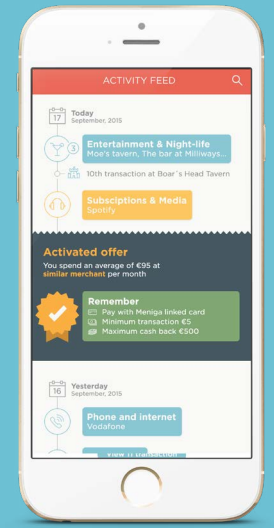 ACTIVITY FEED
17
Today
September, 2015
3
Entertainment & Night-life
Moe's tavern, The bar at Milliways...
10th transaction at Boar´s Head Tavern
Subsciptions & Media
Spotify
Activated offer
You spend an average of €95 at
similar merchant per month
Remember
Pay with Meniga linked card
Minimum transaction €5
Maximum cash back €500
16
Yesterday
September, 2015
Phone and internet
Vodafone
View 11 transaction